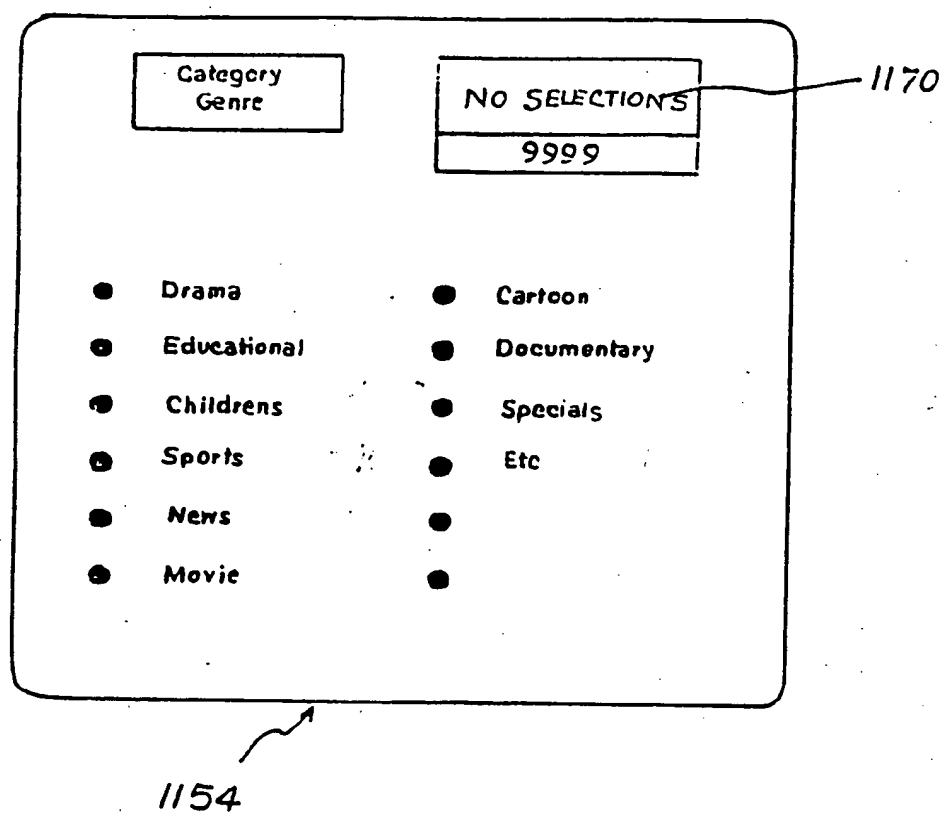 Category
Genre
NO SELECTIONS
9999
1170
Drama
Educational
Childrens
Sports
News
Movie
Cartoon
Documentary
Specials
Etc
1154